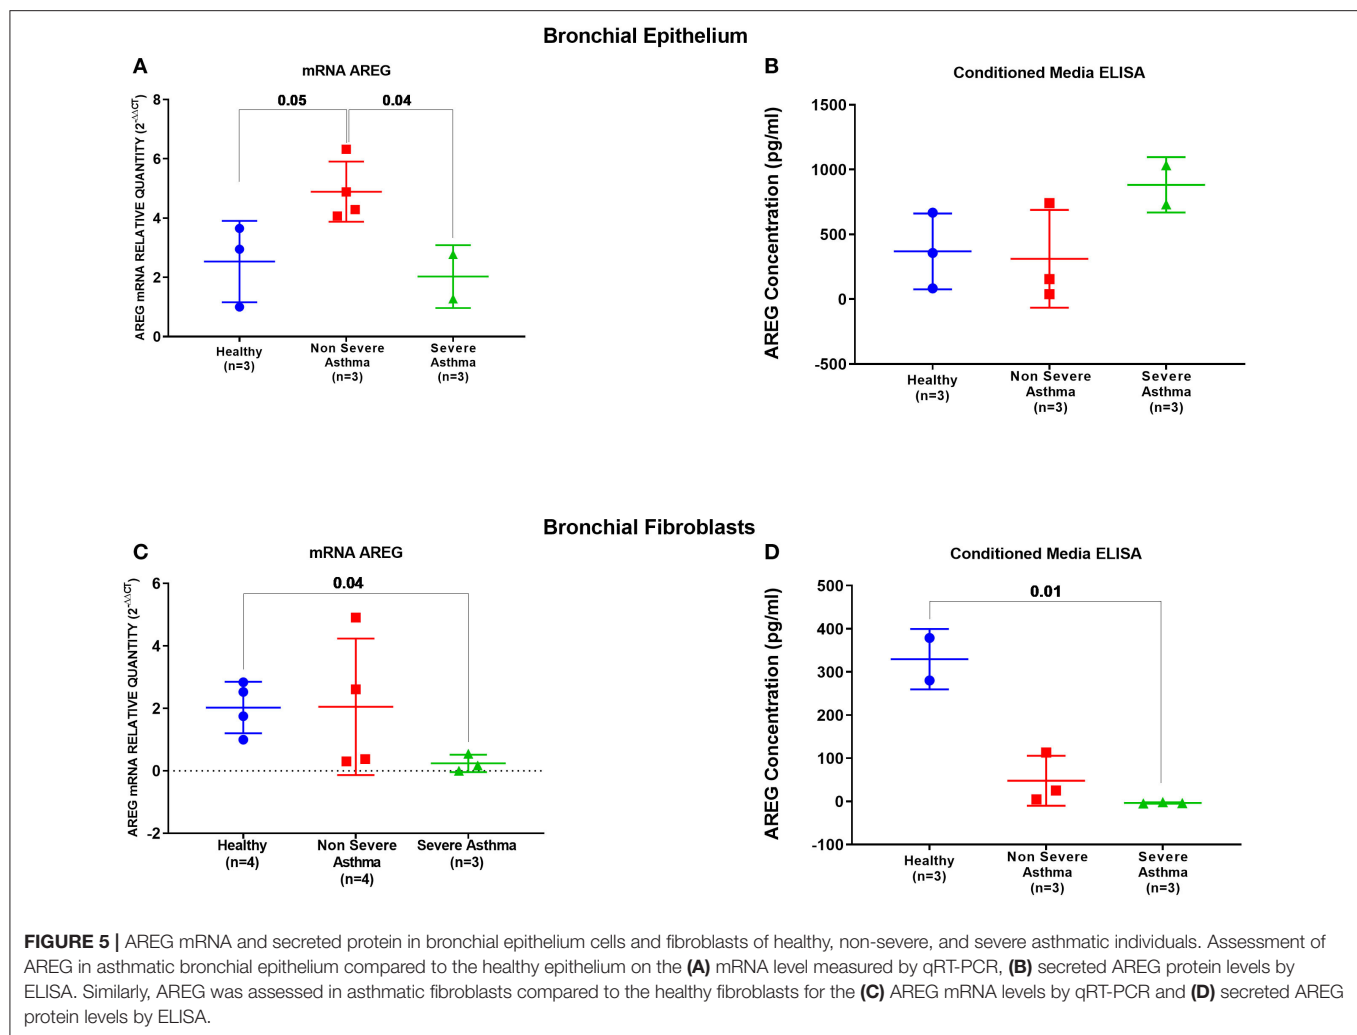 Bronchial Epithelium
A
mRNA AREG
AREG mRNA RELATIVE QUANTITY (2^-ΔΔCT)
8
6
4
2
0
0.05
0.04
Healthy
(n=3)
Non Severe
Asthma
(n=3)
Severe
Asthma
(n=3)
B
Conditioned Media ELISA
AREG Concentration (pg/ml)
1500
1000
500
0
-500
Healthy
(n=3)
Non Severe
Asthma
(n=3)
Severe
Asthma
(n=3)
Bronchial Fibroblasts
C
mRNA AREG
AREG mRNA RELATIVE QUANTITY (2^-ΔΔCT)
6
4
2
0
-2
0.04
Healthy
(n=4)
Non Severe
Asthma
(n=4)
Severe Asthma
(n=3)
D
Conditioned Media ELISA
AREG Concentration (pg/ml)
500
400
300
200
100
0
-100
0.01
Healthy
(n=3)
Non Severe
Asthma
(n=3)
Severe
Asthma
(n=3)
FIGURE 5 | AREG mRNA and secreted protein in bronchial epithelium cells and fibroblasts of healthy, non-severe, and severe asthmatic individuals. Assessment of
AREG in asthmatic bronchial epithelium compared to the healthy epithelium on the (A) mRNA level measured by qRT-PCR, (B) secreted AREG protein levels by
ELISA. Similarly, AREG was assessed in asthmatic fibroblasts compared to the healthy fibroblasts for the (C) AREG mRNA levels by qRT-PCR and (D) secreted AREG
protein levels by ELISA.